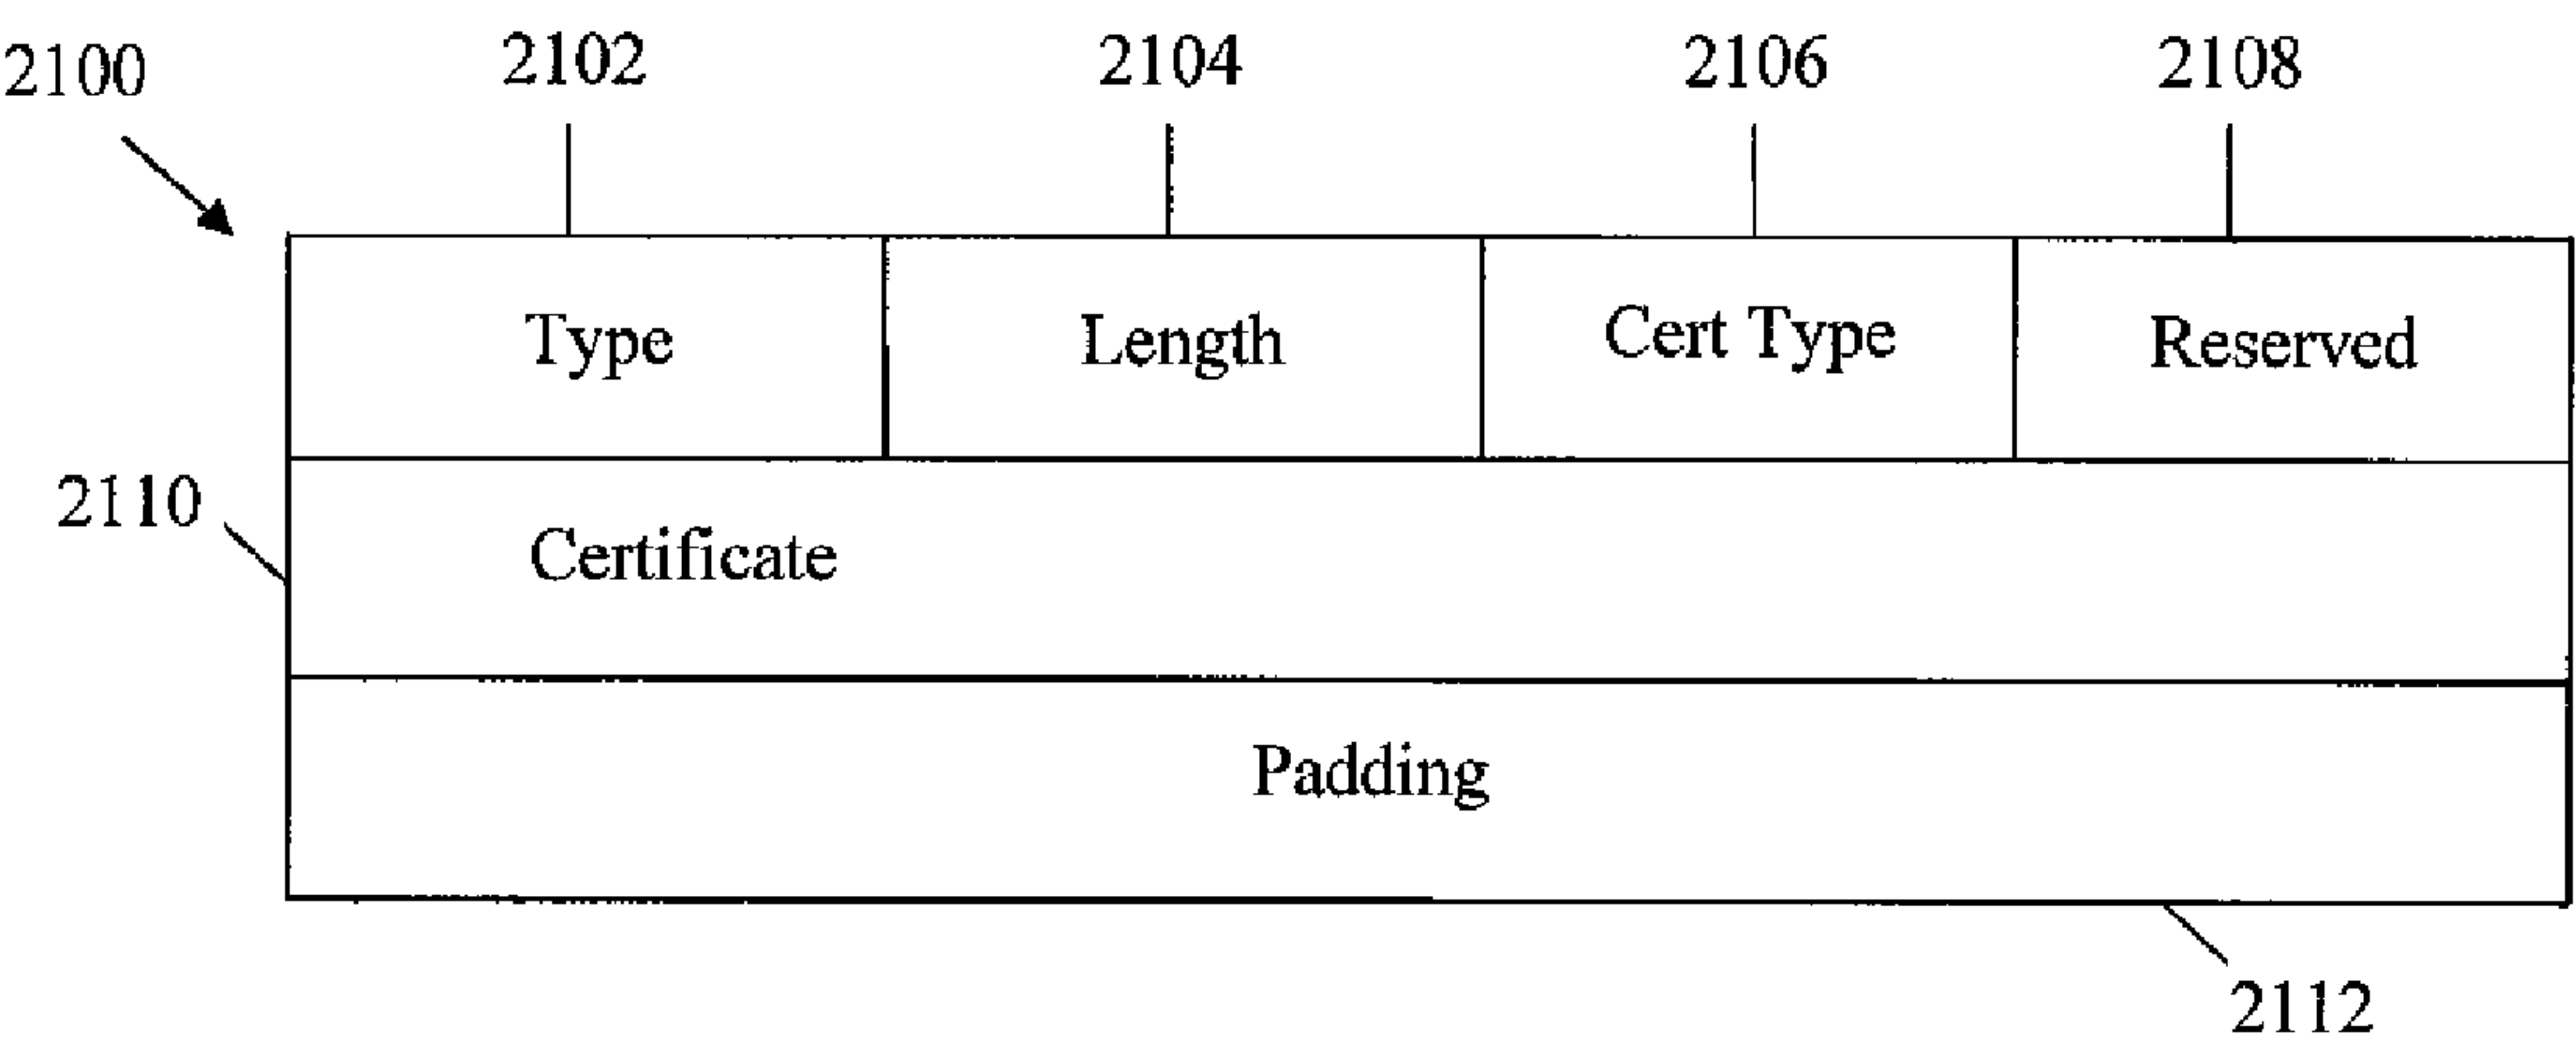 2100 2102 2104 2106 2108
Type Length Cert Type Reserved
2110
Certificate
Padding
2112